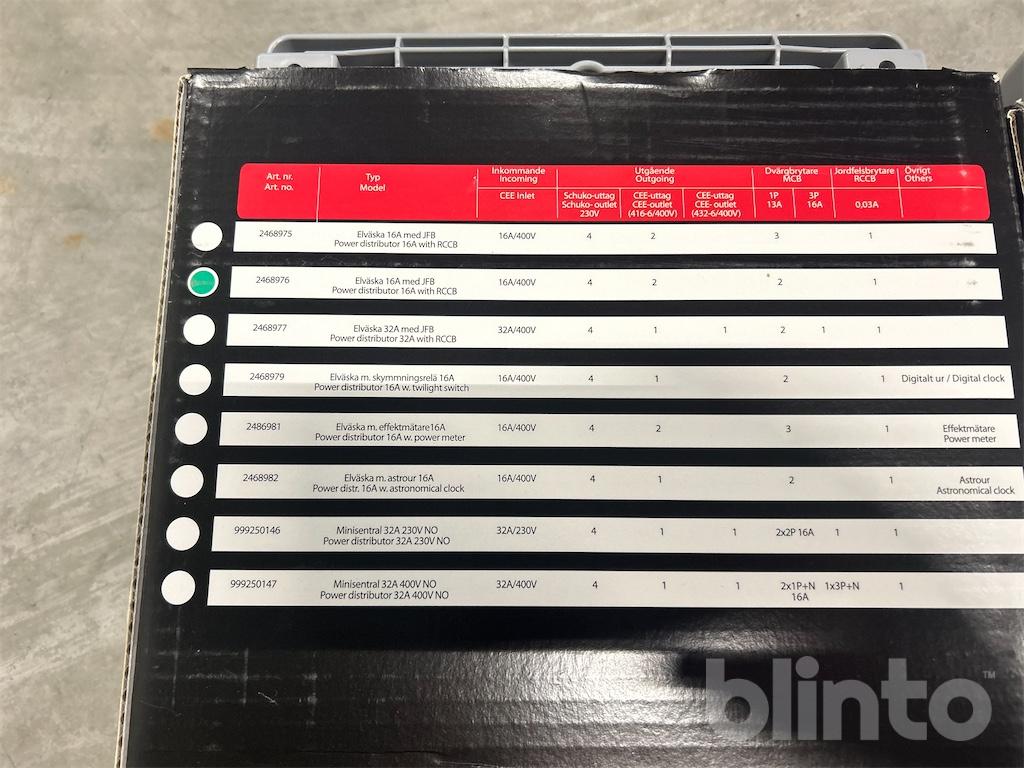 Art. nr. Typ Inkommande Utgående Dvärgbrytare Jordfelsbrytare Övrigt
Art. no. Model Incoming Outgoing MCB RCCB Others
CEE Inlet Schuko-uttag CEE-uttag CEE-uttag 1P 3P
Schuko- outlet CEE-outlet CEE- outlet 13A 16A 0,03A
230V (416-6/400V) (432-6/400V)
2468975 Elväska 16A med JFB 16A/400V 4 2 3 1
Power distributor 16A with RCCB
2468976 Elväska 16A med JFB 16A/400V 4 2 2 1
Power distributor 16A with RCCB
2468977 Elväska 32A med JFB 32A/400V 4 1 1 2 1 1
Power distributor 32A with RCCB
2468979 Elväska m. skymmningsrelä 16A 16A/400V 4 1 2 1 Digitalt ur / Digital clock
Power distributor 16A w. twilight switch
2486981 Elväska m. effektmätare16A 16A/400V 4 2 3 1 Effektmätare
Power distributor 16A w. power meter Power meter
2468982 Elväska m. astrour 16A 16A/400V 4 1 2 1 Astrour
Power distr. 16A w. astronomical clock Astronomical clock
999250146 Minisentral 32A 230V NO 32A/230V 4 1 1 2x2P 16A 1 1
Power distributor 32A 230V NO
999250147 Minisentral 32A 400V NO 32A/400V 4 1 1 2x1P+N 1x3P+N 1
Power distributor 32A 400V NO 16A
blinto™